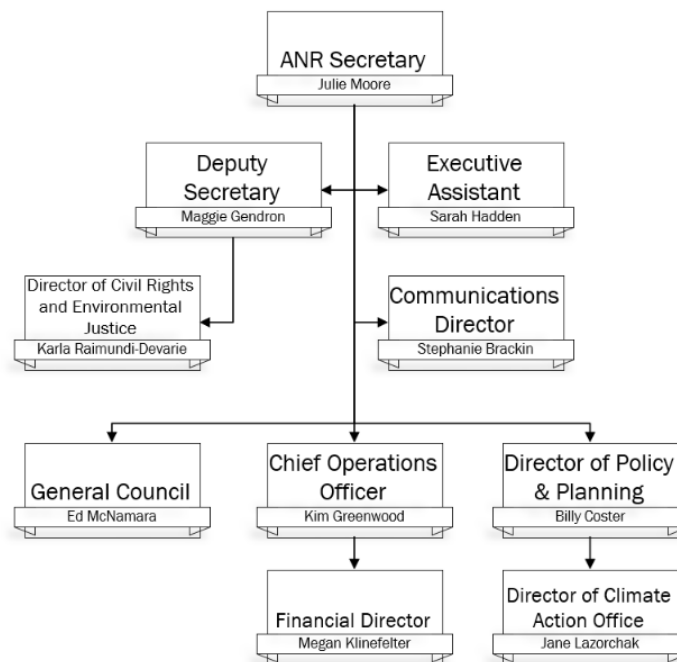 ANR Secretary
Julie Moore
Deputy
Secretary
Maggie Gendron
Executive
Assistant
Sarah Hadden
Director of Civil Rights
and Environmental
Justice
Karla Raimundi-Devarie
Communications
Director
Stephanie Brackin
General Council
Ed McNamara
Chief Operations
Officer
Kim Greenwood
Director of Policy
& Planning
Billy Coster
Financial Director
Megan Klinefelter
Director of Climate
Action Office
Jane Lazorchak